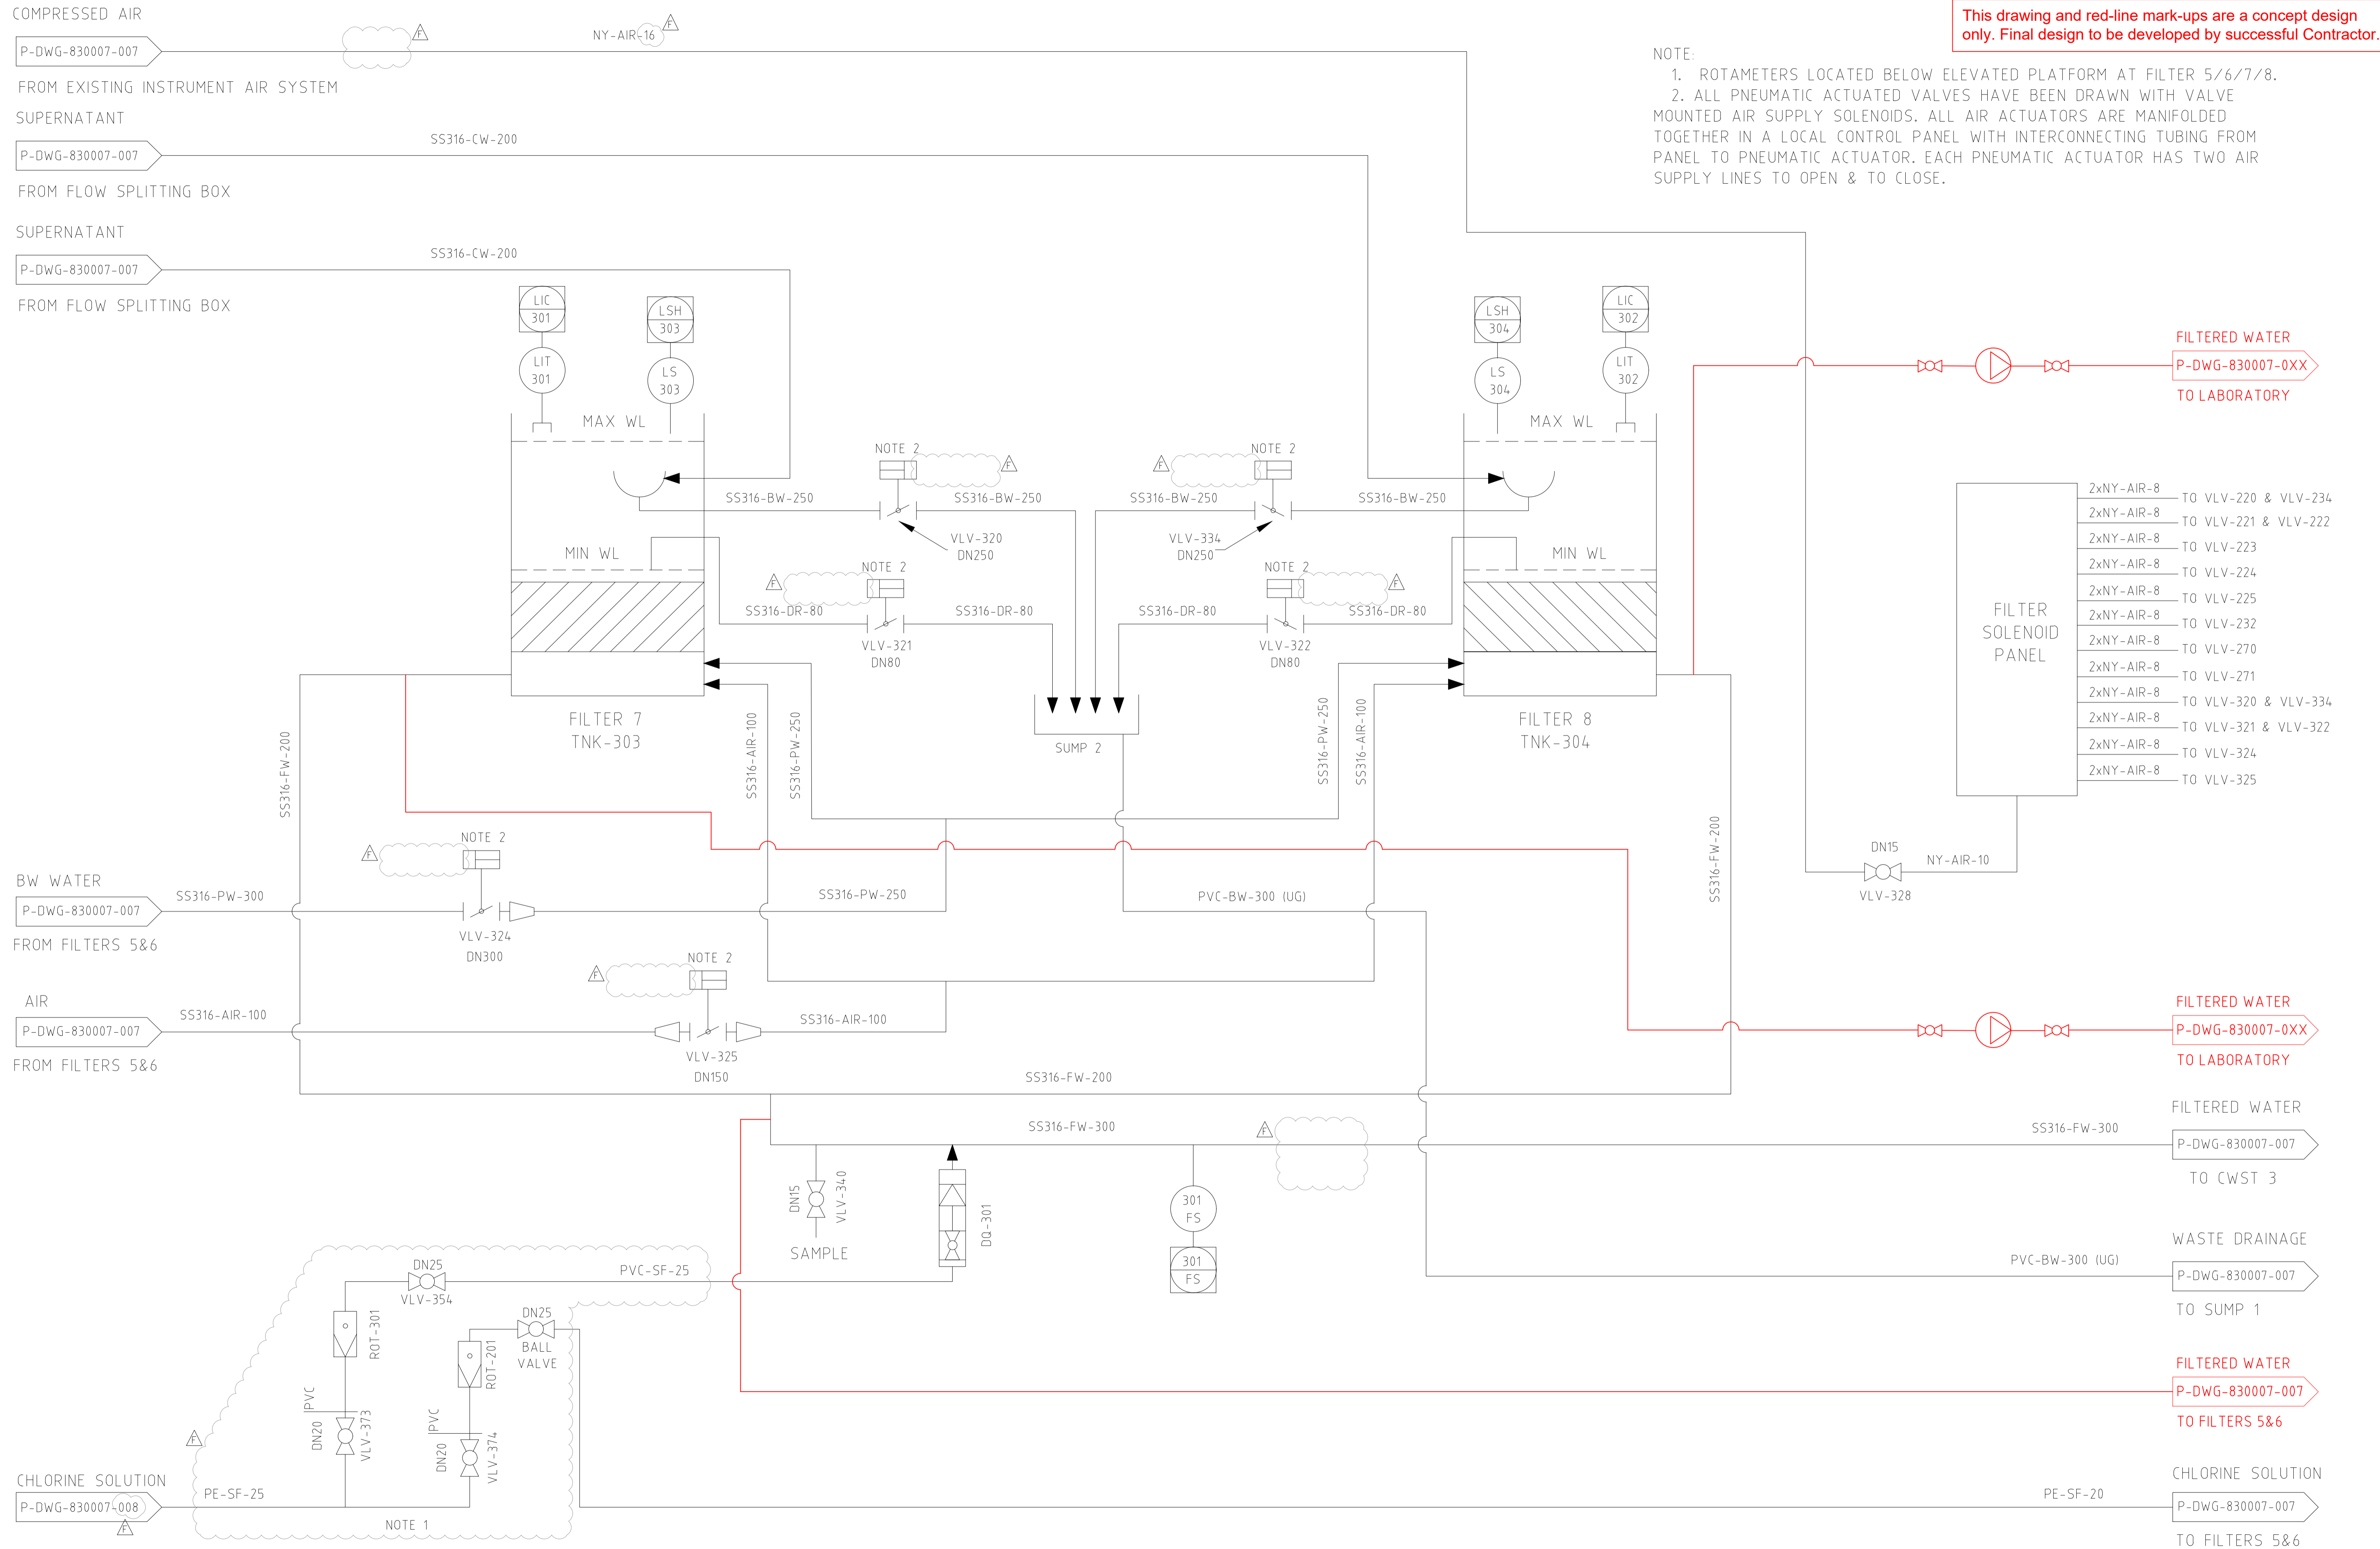 COMPRESSED AIR
P-DWG-830007-007
FROM EXISTING INSTRUMENT AIR SYSTEM
F
NY-AIR-16
F
This drawing and red-line mark-ups are a concept design
only. Final design to be developed by successful Contractor.
NOTE:
1. ROTAMETERS LOCATED BELOW ELEVATED PLATFORM AT FILTER 5/6/7/8.
2. ALL PNEUMATIC ACTUATED VALVES HAVE BEEN DRAWN WITH VALVE
MOUNTED AIR SUPPLY SOLENOIDS. ALL AIR ACTUATORS ARE MANIFOLDED
TOGETHER IN A LOCAL CONTROL PANEL WITH INTERCONNECTING TUBING FROM
PANEL TO PNEUMATIC ACTUATOR. EACH PNEUMATIC ACTUATOR HAS TWO AIR
SUPPLY LINES TO OPEN & TO CLOSE.
SUPERNATANT
P-DWG-830007-007
FROM FLOW SPLITTING BOX
SS316-CW-200
SUPERNATANT
P-DWG-830007-007
FROM FLOW SPLITTING BOX
SS316-CW-200
LIC
301
LIT
301
LSH
303
LS
303
MAX WL
MIN WL
FILTER 7
TNK-303
LSH
304
LS
304
LIC
302
LIT
302
MAX WL
MIN WL
FILTER 8
TNK-304
NOTE 2
F
SS316-BW-250
SS316-BW-250
VLV-320
DN250
NOTE 2
F
SS316-BW-250
SS316-BW-250
VLV-334
DN250
NOTE 2
F
SS316-DR-80
SS316-DR-80
VLV-321
DN80
NOTE 2
F
SS316-DR-80
SS316-DR-80
VLV-322
DN80
SUMP 2
SS316-FW-200
SS316-AIR-100
SS316-PW-250
SS316-PW-250
SS316-AIR-100
SS316-FW-200
FILTERED WATER
P-DWG-830007-0XX
TO LABORATORY
FILTER
SOLENOID
PANEL
2xNY-AIR-8 TO VLV-220 & VLV-234
2xNY-AIR-8 TO VLV-221 & VLV-222
2xNY-AIR-8 TO VLV-223
2xNY-AIR-8 TO VLV-224
2xNY-AIR-8 TO VLV-225
2xNY-AIR-8 TO VLV-232
2xNY-AIR-8 TO VLV-270
2xNY-AIR-8 TO VLV-271
2xNY-AIR-8 TO VLV-320 & VLV-334
2xNY-AIR-8 TO VLV-321 & VLV-322
2xNY-AIR-8 TO VLV-324
2xNY-AIR-8 TO VLV-325
DN15
VLV-328
NY-AIR-10
BW WATER
P-DWG-830007-007
FROM FILTERS 5&6
SS316-PW-300
F
NOTE 2
VLV-324
DN300
SS316-PW-250
PVC-BW-300 (UG)
AIR
P-DWG-830007-007
FROM FILTERS 5&6
SS316-AIR-100
F
NOTE 2
VLV-325
DN150
SS316-AIR-100
FILTERED WATER
P-DWG-830007-0XX
TO LABORATORY
SS316-FW-200
SS316-FW-300
F
SS316-FW-300
FILTERED WATER
P-DWG-830007-007
TO CWST 3
DN15
VLV-340
SAMPLE
DQ-301
301
FS
301
FS
PVC-BW-300 (UG)
WASTE DRAINAGE
P-DWG-830007-007
TO SUMP 1
FILTERED WATER
P-DWG-830007-007
TO FILTERS 5&6
DN25
VLV-354
PVC-SF-25
ROT-301
PVC
DN20
VLV-373
DN25
BALL
VALVE
ROT-201
PVC
DN20
VLV-374
F
CHLORINE SOLUTION
P-DWG-830007-008
F
PE-SF-25
NOTE 1
PE-SF-20
CHLORINE SOLUTION
P-DWG-830007-007
TO FILTERS 5&6